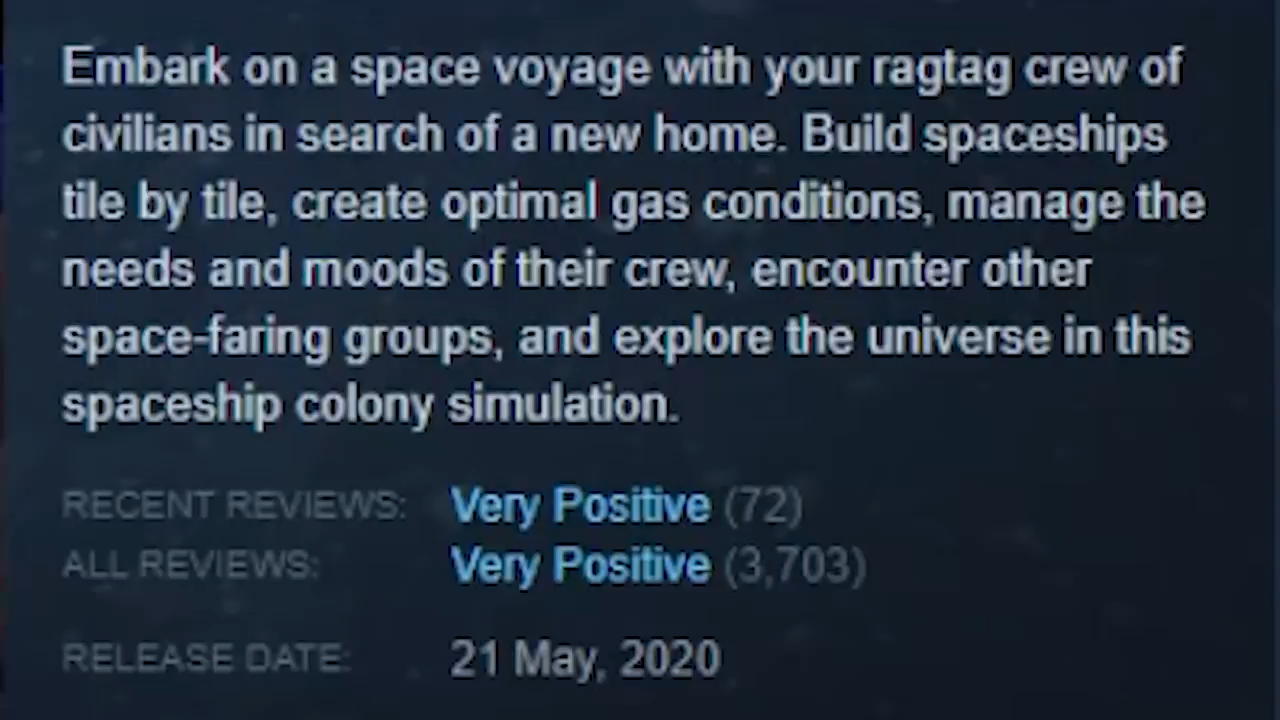 Embark on a space voyage with your ragtag crew of
civilians in search of a new home. Build spaceships
tile by tile, create optimal gas conditions, manage the
needs and moods of their crew, encounter other
space-faring groups, and explore the universe in this
spaceship colony simulation.
RECENT REVIEWS: Very Positive (72)
ALL REVIEWS: Very Positive (3,703)
RELEASE DATE: 21 May, 2020